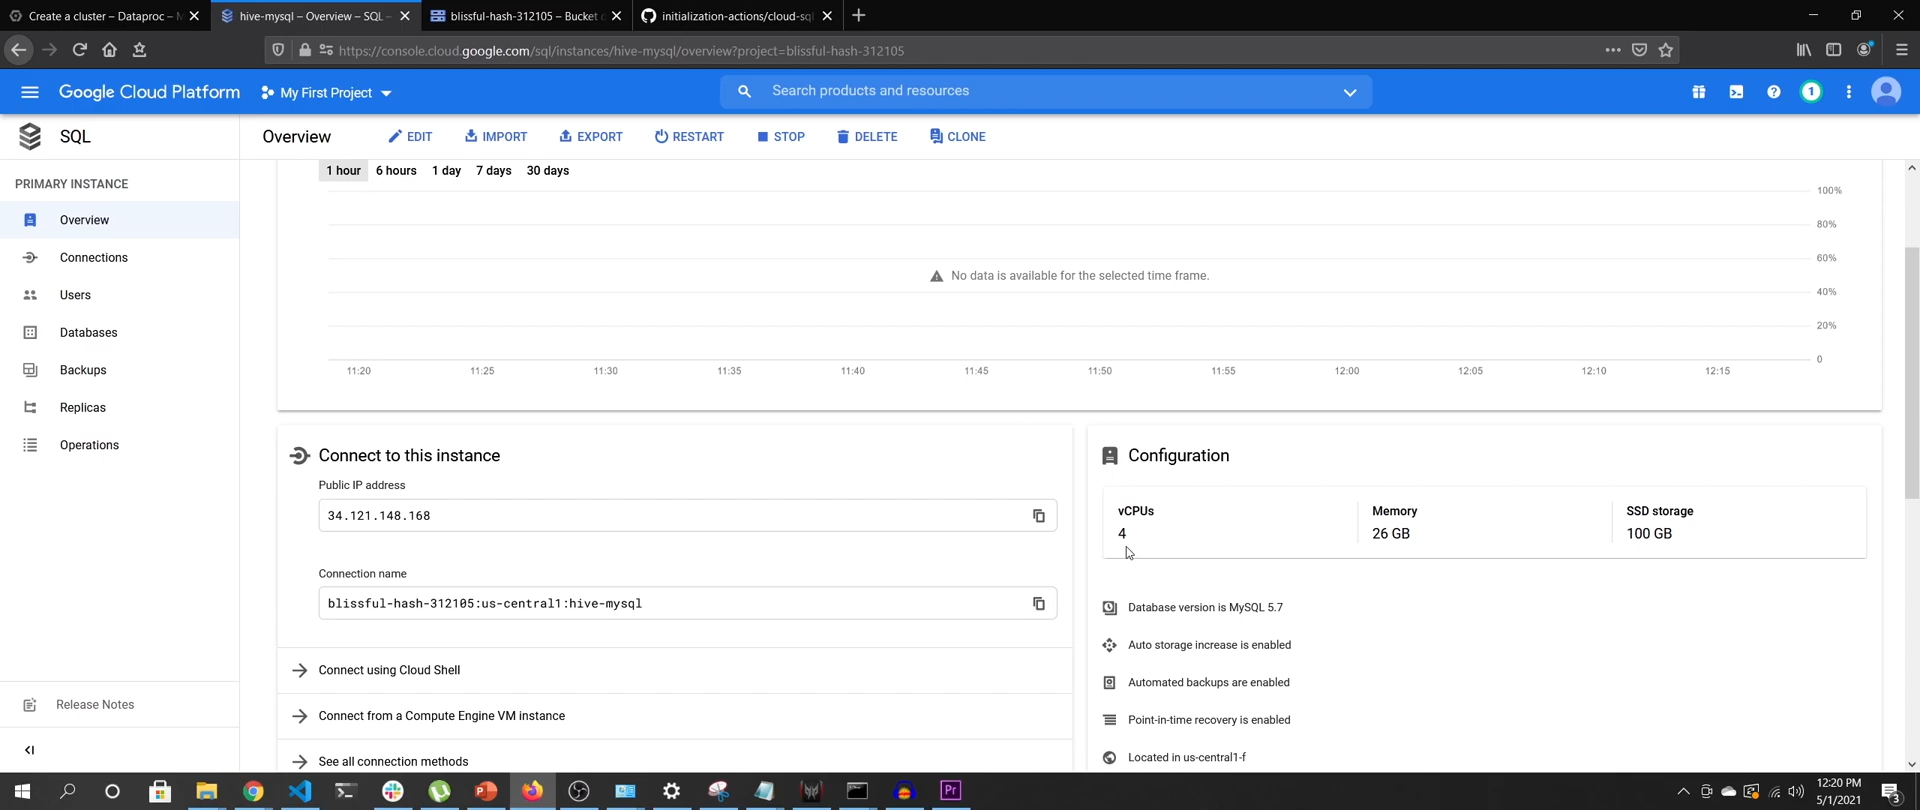 Create a cluster – Dataproc – M
hive-mysql – Overview – SQL –
blissful-hash-312105 – Bucket d
initialization-actions/cloud-sql
https://console.cloud.google.com/sql/instances/hive-mysql/overview?project=blissful-hash-312105
Google Cloud Platform
My First Project
Search products and resources
1
SQL
Overview
EDIT
IMPORT
EXPORT
RESTART
STOP
DELETE
CLONE
PRIMARY INSTANCE
Overview
Connections
Users
Databases
Backups
Replicas
Operations
Release Notes
1 hour
6 hours
1 day
7 days
30 days
100%
80%
60%
40%
20%
0
No data is available for the selected time frame.
11:20
11:25
11:30
11:35
11:40
11:45
11:50
11:55
12:00
12:05
12:10
12:15
Connect to this instance
Public IP address
34.121.148.168
Connection name
blissful-hash-312105:us-central1:hive-mysql
Connect using Cloud Shell
Connect from a Compute Engine VM instance
See all connection methods
Configuration
vCPUs
4
Memory
26 GB
SSD storage
100 GB
Database version is MySQL 5.7
Auto storage increase is enabled
Automated backups are enabled
Point-in-time recovery is enabled
Located in us-central1-f
Pr
12:20 PM
5/1/2021
3